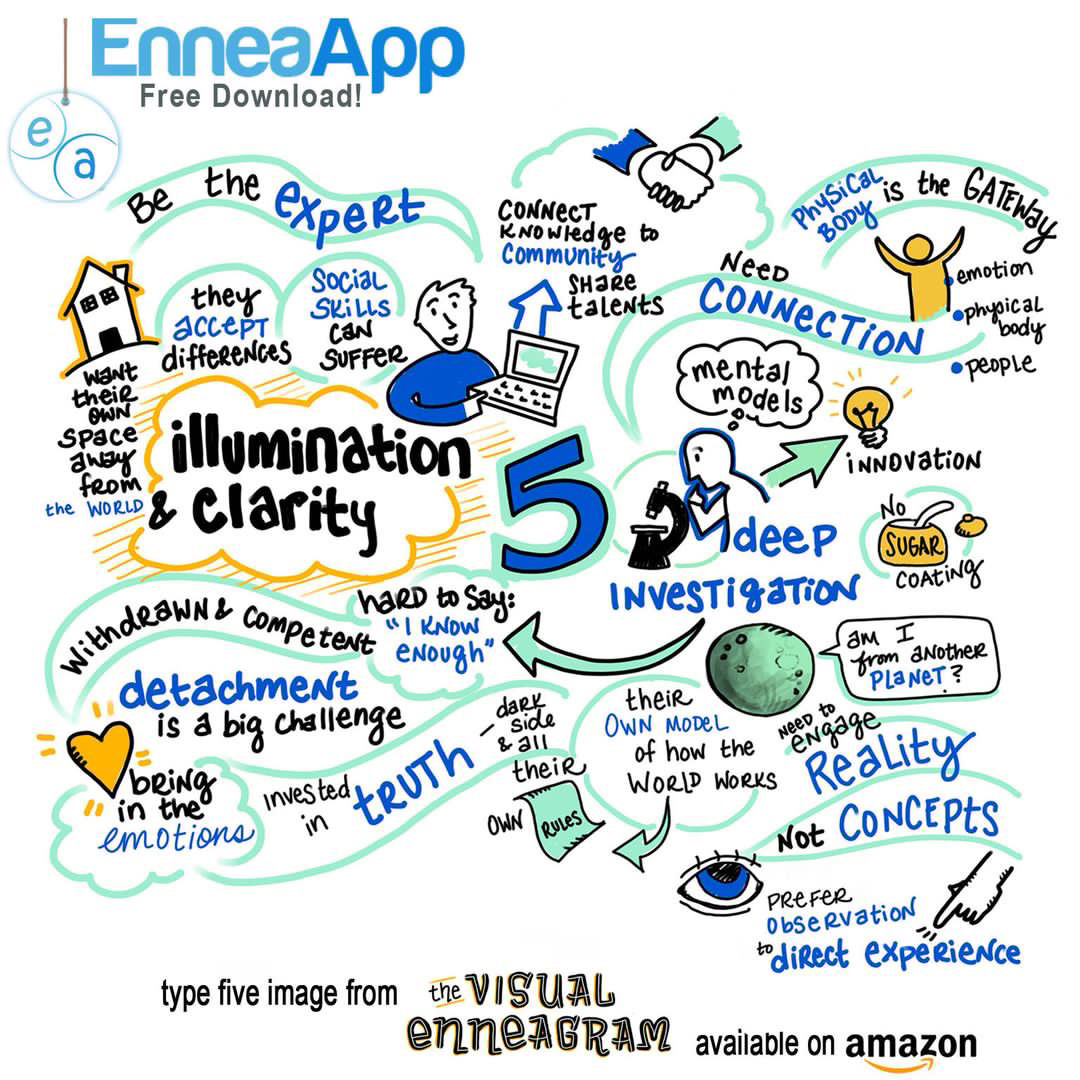 EnneaApp
Free Download!
e
a
Be the expert
they
accept
differences
Social
Skills
can
suffer
want
their
own
space
away
from
the world
illumination
& clarity
connect
knowledge to
community
share
talents
Need
connection
Physical
body is the gateway
emotion
physical
body
people
5
mental
models
innovation
deep
investigation
No
Sugar
coating
Withdrawn & competent
hard to say:
"I know
enough"
detachment
is a big challenge
bring
in the
emotions
invested
in truth
dark
side
& all
their
own rules
their
own model
of how the
world works
am I
from another
planet?
need to
engage
Reality
Not concepts
prefer
observation
to direct experience
type five image from
the VISUAL
ENNEAGRAM
available on amazon